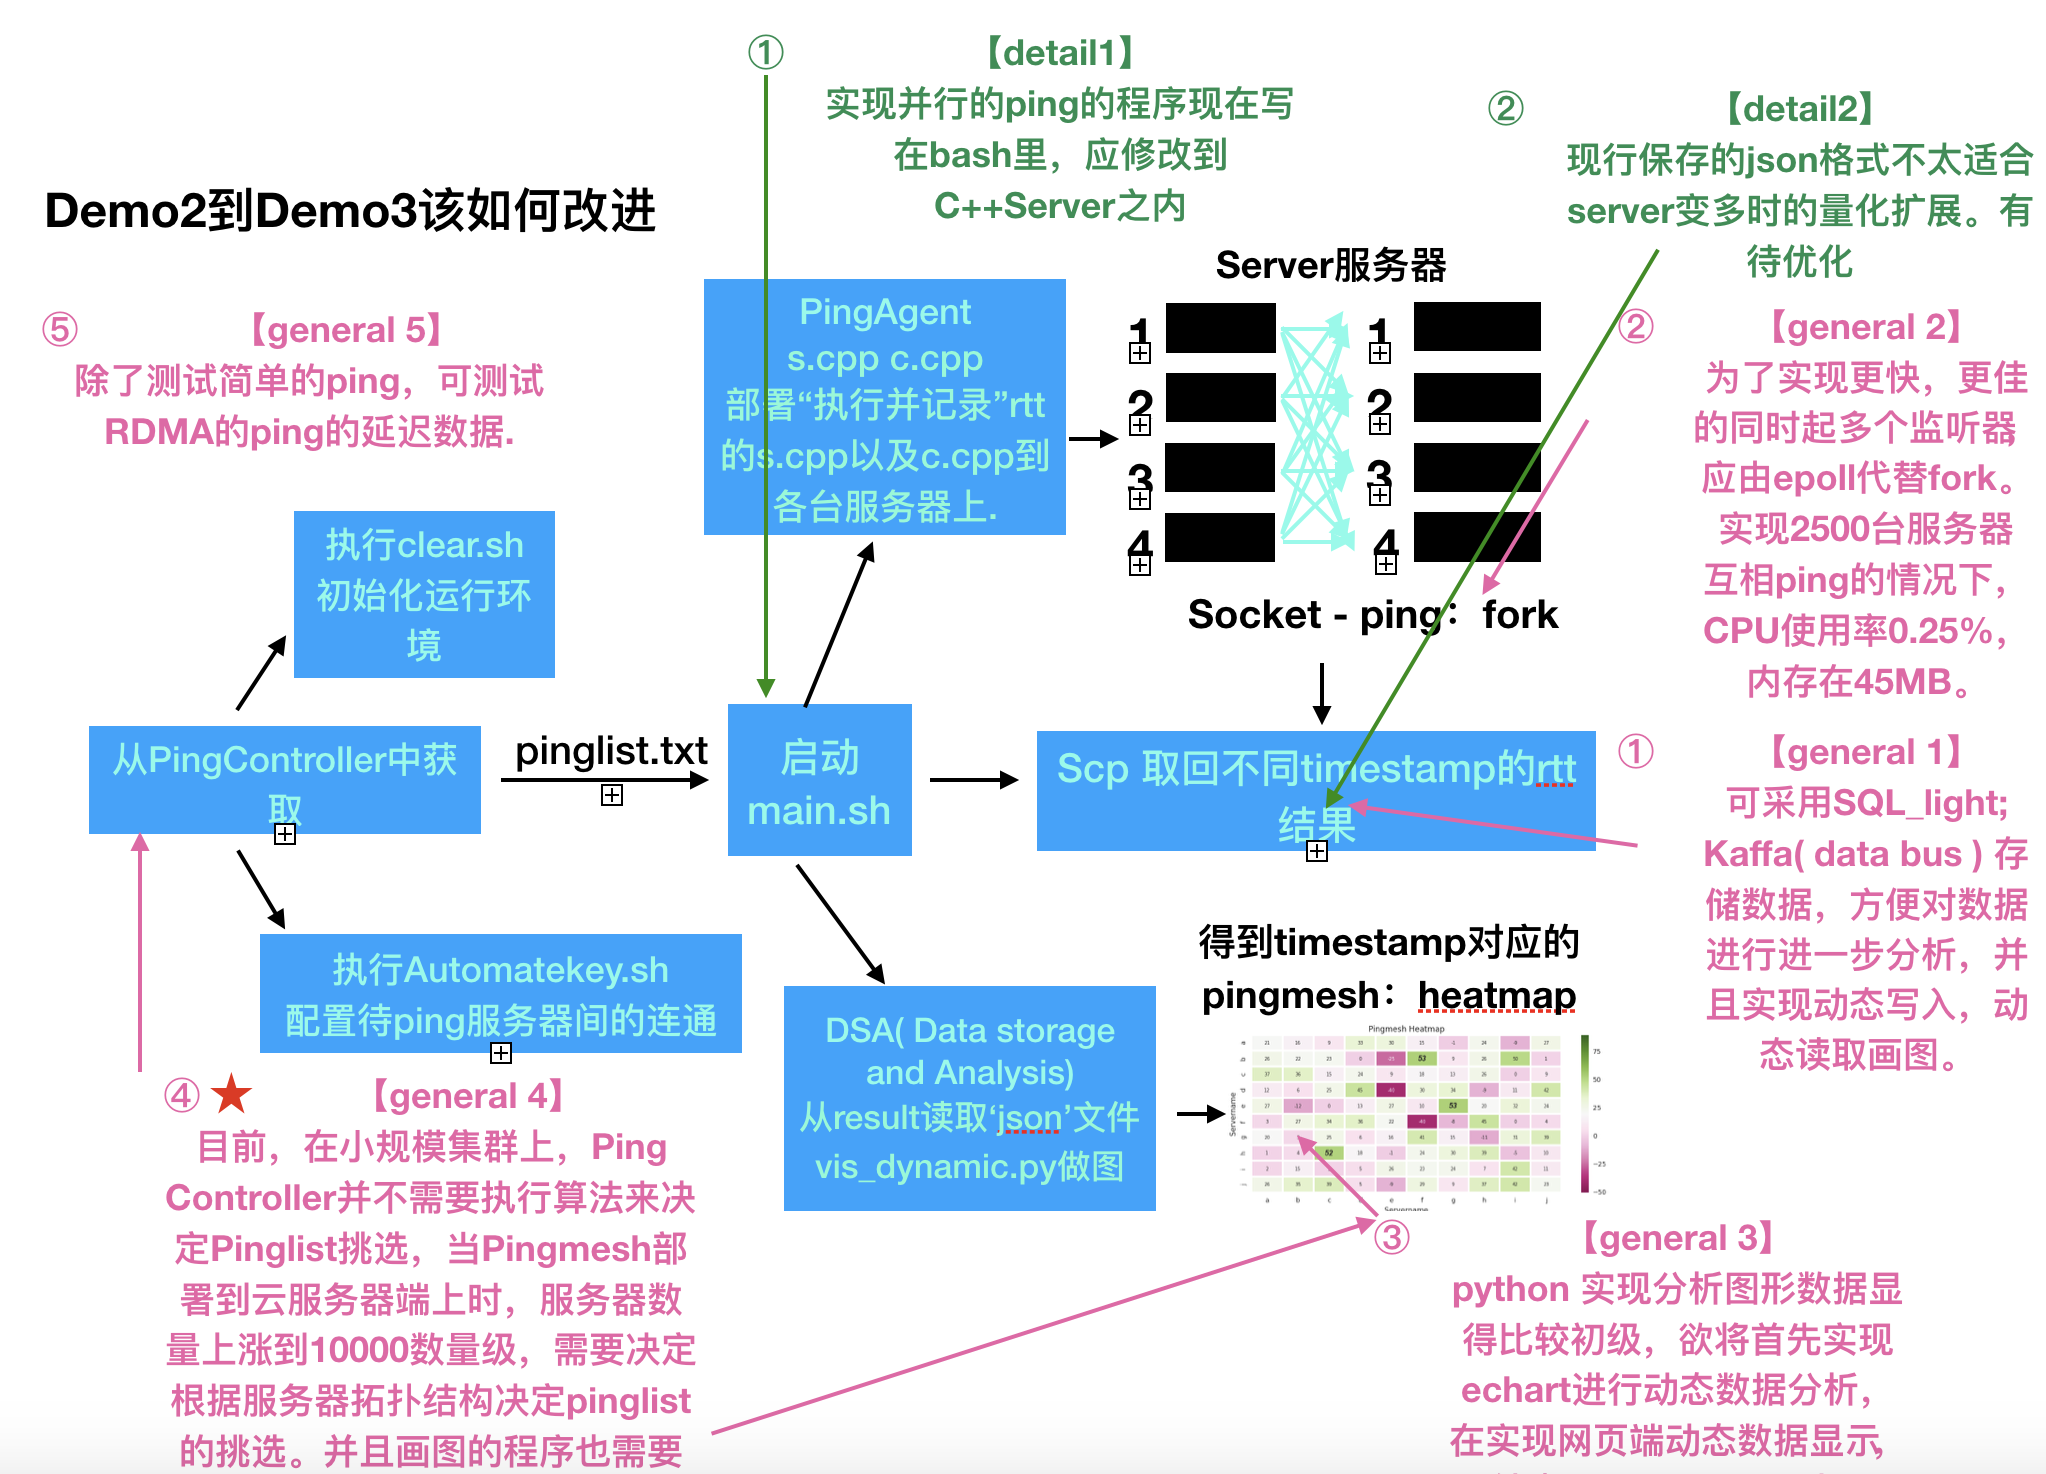 Demo2到Demo3该如何改进
①
【detail1】
实现并行的ping的程序现在写
在bash里，应修改到
C++Server之内
②
【detail2】
现行保存的json格式不太适合
server变多时的量化扩展。有
待优化
⑤
【general 5】
除了测试简单的ping，可测试
RDMA的ping的延迟数据.
PingAgent
s.cpp c.cpp
部署“执行并记录”rtt
的s.cpp以及c.cpp到
各台服务器上.
Server服务器
1
2
3
4
1
2
3
4
Socket - ping：fork
②
【general 2】
为了实现更快，更佳
的同时起多个监听器，
应由epoll代替fork。
实现2500台服务器
互相ping的情况下，
CPU使用率0.25%，
内存在45MB。
执行clear.sh
初始化运行环
境
从PingController中获
取
pinglist.txt
启动
main.sh
Scp 取回不同timestamp的rtt
结果
①
【general 1】
可采用SQL_light;
Kaffa( data bus ) 存
储数据，方便对数据
进行进一步分析，并
且实现动态写入，动
态读取画图。
执行Automatekey.sh
配置待ping服务器间的连通
DSA( Data storage
and Analysis)
从result读取‘json’文件
vis_dynamic.py做图
得到timestamp对应的
pingmesh：heatmap
Pingmesh Heatmap
Servername
a b c d e f g h i j
Servername
75
50
25
0
−25
−50
④
【general 4】
目前，在小规模集群上，Ping
Controller并不需要执行算法来决
定Pinglist挑选，当Pingmesh部
署到云服务器端上时，服务器数
量上涨到10000数量级，需要决定
根据服务器拓扑结构决定pinglist
的挑选。并且画图的程序也需要
③
【general 3】
python 实现分析图形数据显
得比较初级，欲将首先实现
echart进行动态数据分析，
在实现网页端动态数据显示，